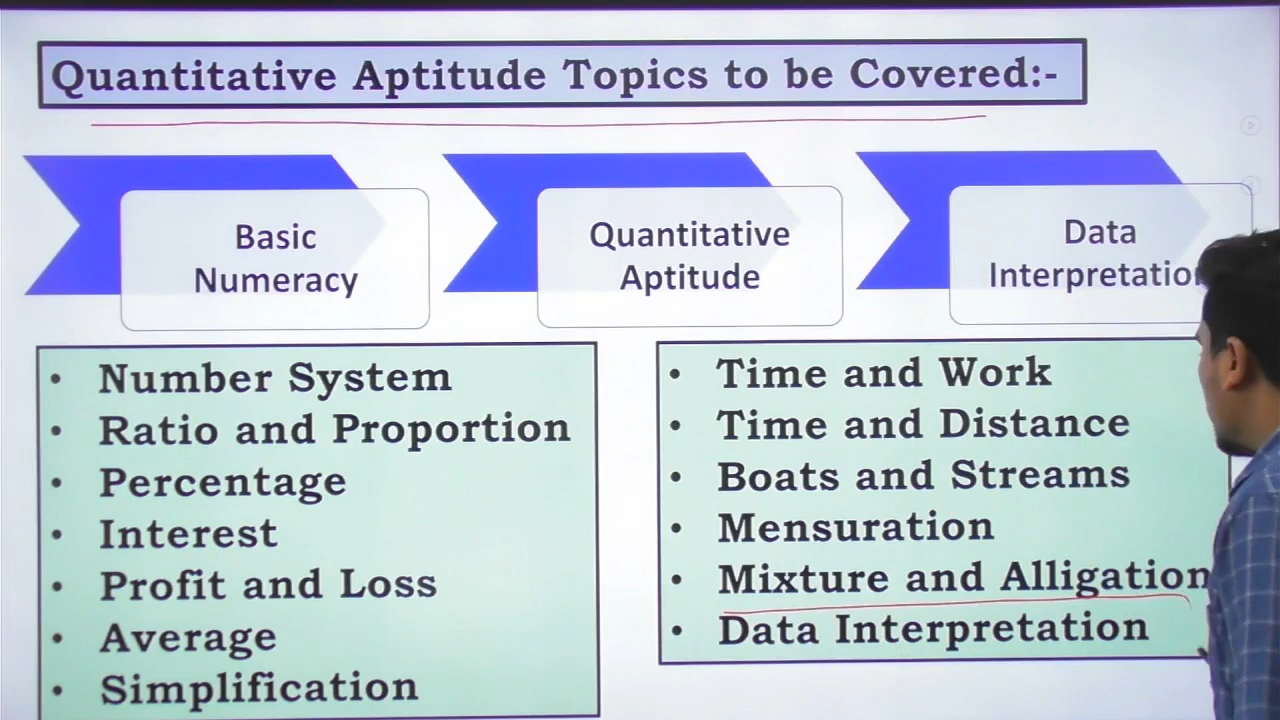 Quantitative Aptitude Topics to be Covered:-
Basic
Numeracy
Quantitative
Aptitude
Data
Interpretation
• Number System
• Ratio and Proportion
• Percentage
• Interest
• Profit and Loss
• Average
• Simplification
• Time and Work
• Time and Distance
• Boats and Streams
• Mensuration
• Mixture and Alligation
• Data Interpretation